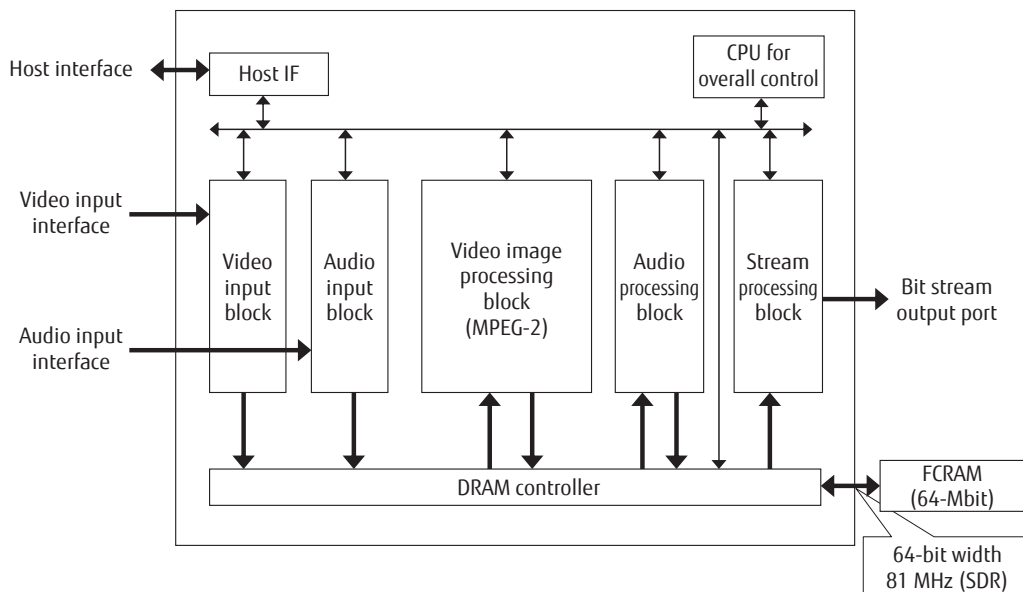 Host interface
Host IF
CPU for
overall control
Video input
interface
Audio input
interface
Video
input
block
Audio
input
block
Video image
processing
block
(MPEG-2)
Audio
processing
block
Stream
processing
block
Bit stream
output port
DRAM controller
FCRAM
(64-Mbit)
64-bit width
81 MHz (SDR)